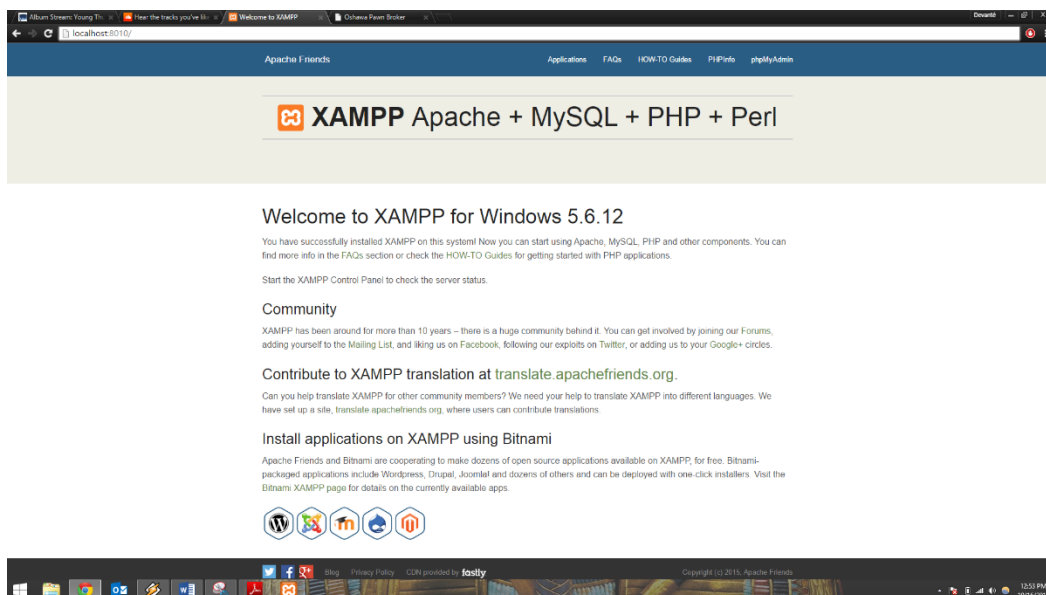 Album Stream: Young Th
Hear the tracks you've lik
Welcome to XAMPP
Oshawa Pawn Broker
Devanté
localhost:8010/
Apache Friends
Applications FAQs HOW-TO Guides PHPInfo phpMyAdmin
XAMPP Apache + MySQL + PHP + Perl
Welcome to XAMPP for Windows 5.6.12
You have successfully installed XAMPP on this system! Now you can start using Apache, MySQL, PHP and other components. You can
find more info in the FAQs section or check the HOW-TO Guides for getting started with PHP applications.
Start the XAMPP Control Panel to check the server status.
Community
XAMPP has been around for more than 10 years – there is a huge community behind it. You can get involved by joining our Forums,
adding yourself to the Mailing List, and liking us on Facebook, following our exploits on Twitter, or adding us to your Google+ circles.
Contribute to XAMPP translation at translate.apachefriends.org.
Can you help translate XAMPP for other community members? We need your help to translate XAMPP into different languages. We
have set up a site, translate.apachefriends.org, where users can contribute translations.
Install applications on XAMPP using Bitnami
Apache Friends and Bitnami are cooperating to make dozens of open source applications available on XAMPP, for free. Bitnami-
packaged applications include Wordpress, Drupal, Joomla! and dozens of others and can be deployed with one-click installers. Visit the
Bitnami XAMPP page for details on the currently available apps.
Blog Privacy Policy CDN provided by fastly
Copyright (c) 2015, Apache Friends
12:53 PM